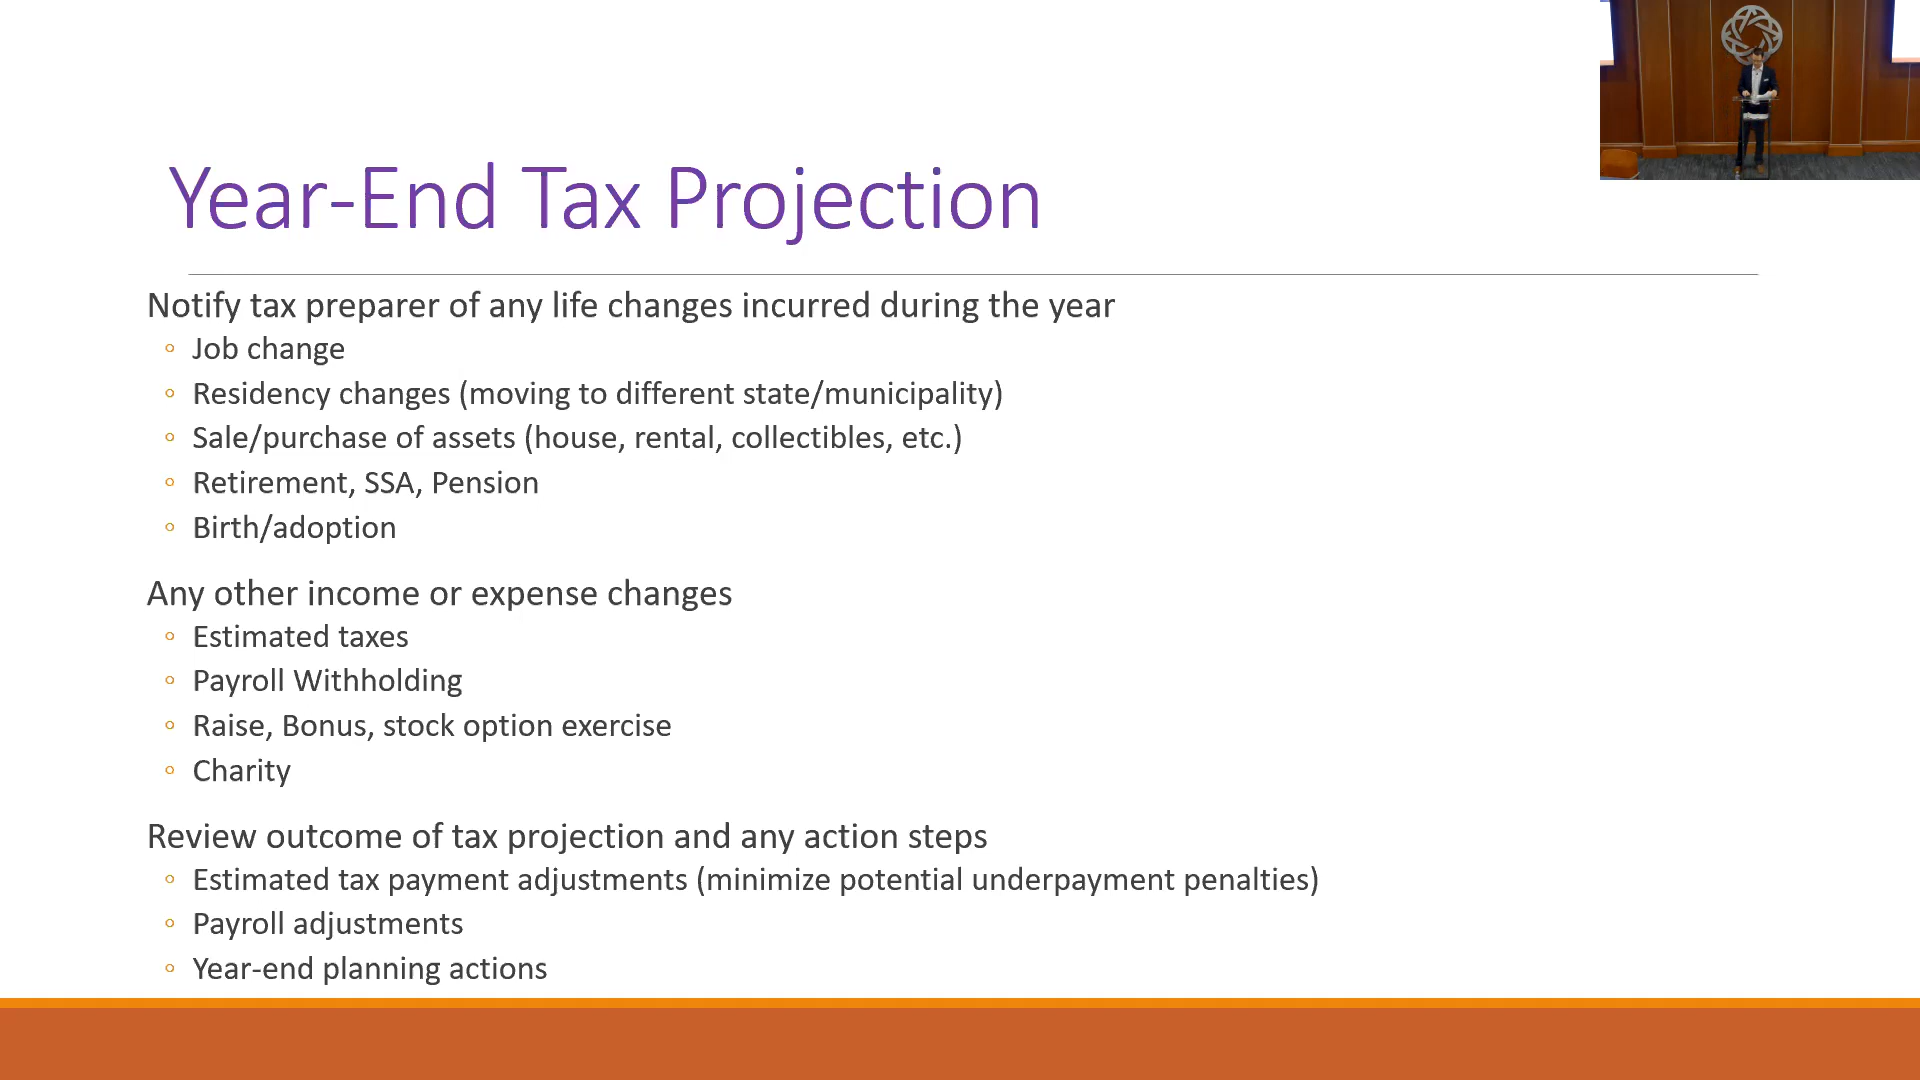 Year-End Tax Projection
Notify tax preparer of any life changes incurred during the year
◦ Job change
◦ Residency changes (moving to different state/municipality)
◦ Sale/purchase of assets (house, rental, collectibles, etc.)
◦ Retirement, SSA, Pension
◦ Birth/adoption
Any other income or expense changes
◦ Estimated taxes
◦ Payroll Withholding
◦ Raise, Bonus, stock option exercise
◦ Charity
Review outcome of tax projection and any action steps
◦ Estimated tax payment adjustments (minimize potential underpayment penalties)
◦ Payroll adjustments
◦ Year-end planning actions